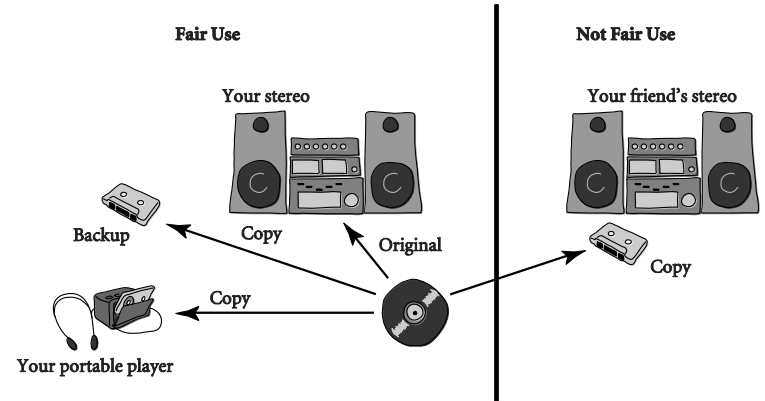 Fair Use
Not Fair Use
Your stereo
Your friend's stereo
Backup
Copy
Original
Copy
Copy
Your portable player